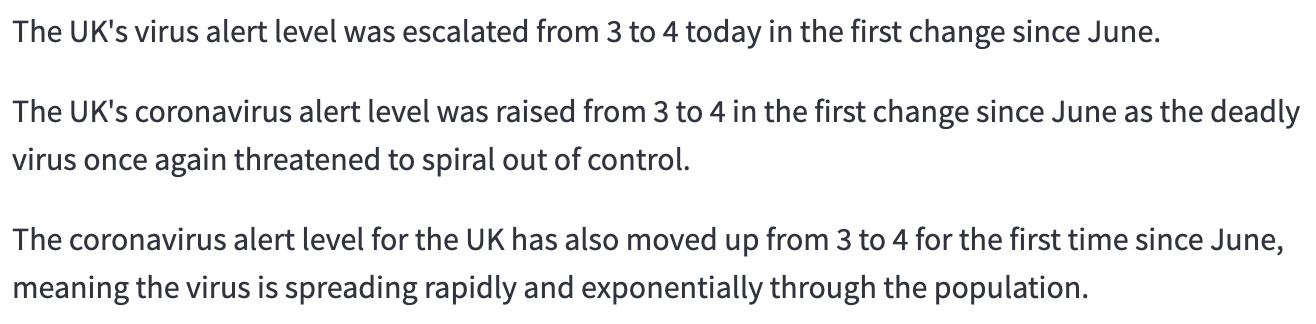 The UK's virus alert level was escalated from 3 to 4 today in the first change since June.
The UK's coronavirus alert level was raised from 3 to 4 in the first change since June as the deadly
virus once again threatened to spiral out of control.
The coronavirus alert level for the UK has also moved up from 3 to 4 for the first time since June,
meaning the virus is spreading rapidly and exponentially through the population.